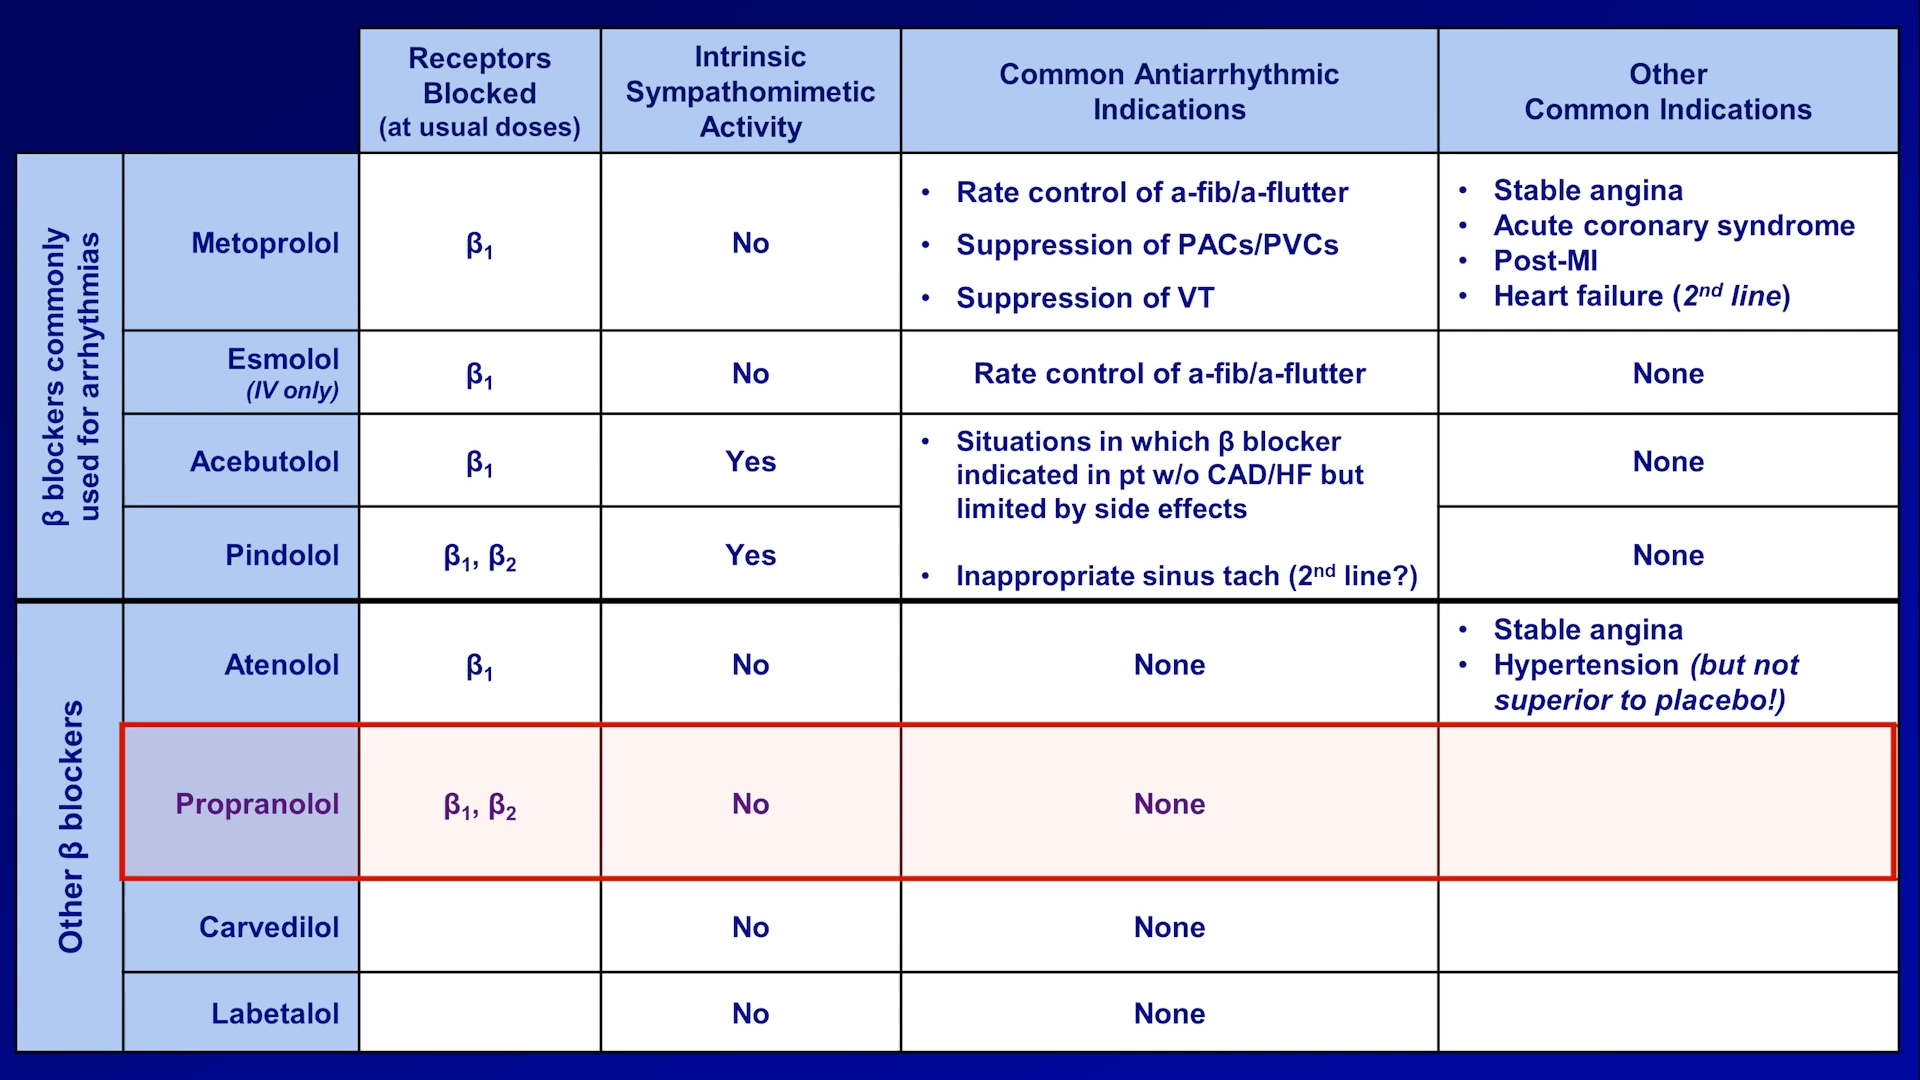 Receptors
Blocked
(at usual doses)
Intrinsic
Sympathomimetic
Activity
Common Antiarrhythmic
Indications
Other
Common Indications
β blockers commonly
used for arrhythmias
Metoprolol
β₁
No
• Rate control of a-fib/a-flutter
• Suppression of PACs/PVCs
• Suppression of VT
• Stable angina
• Acute coronary syndrome
• Post-MI
• Heart failure (2ⁿᵈ line)
Esmolol
(IV only)
β₁
No
Rate control of a-fib/a-flutter
None
Acebutolol
β₁
Yes
• Situations in which β blocker
indicated in pt w/o CAD/HF but
limited by side effects
• Inappropriate sinus tach (2ⁿᵈ line?)
None
Pindolol
β₁, β₂
Yes
None
Other β blockers
Atenolol
β₁
No
None
• Stable angina
• Hypertension (but not
superior to placebo!)
Propranolol
β₁, β₂
No
None
Carvedilol
No
None
Labetalol
No
None